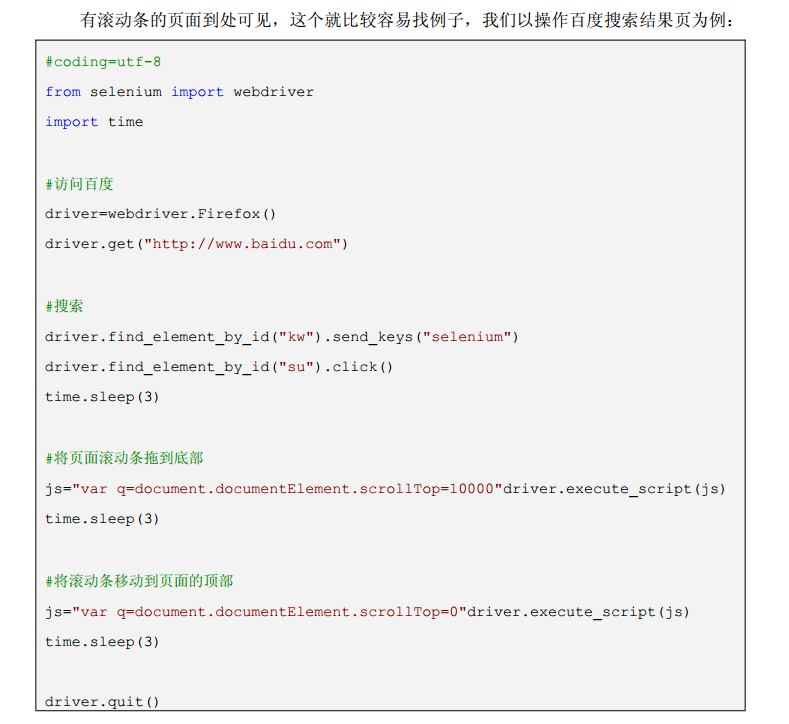 有滚动条的页面到处可见，这个就比较容易找例子，我们以操作百度搜索结果页为例：
#coding=utf-8
from selenium import webdriver
import time
#访问百度
driver=webdriver.Firefox()
driver.get("http://www.baidu.com")
#搜索
driver.find_element_by_id("kw").send_keys("selenium")
driver.find_element_by_id("su").click()
time.sleep(3)
#将页面滚动条拖到底部
js="var q=document.documentElement.scrollTop=10000"driver.execute_script(js)
time.sleep(3)
#将滚动条移动到页面的顶部
js="var q=document.documentElement.scrollTop=0"driver.execute_script(js)
time.sleep(3)
driver.quit()